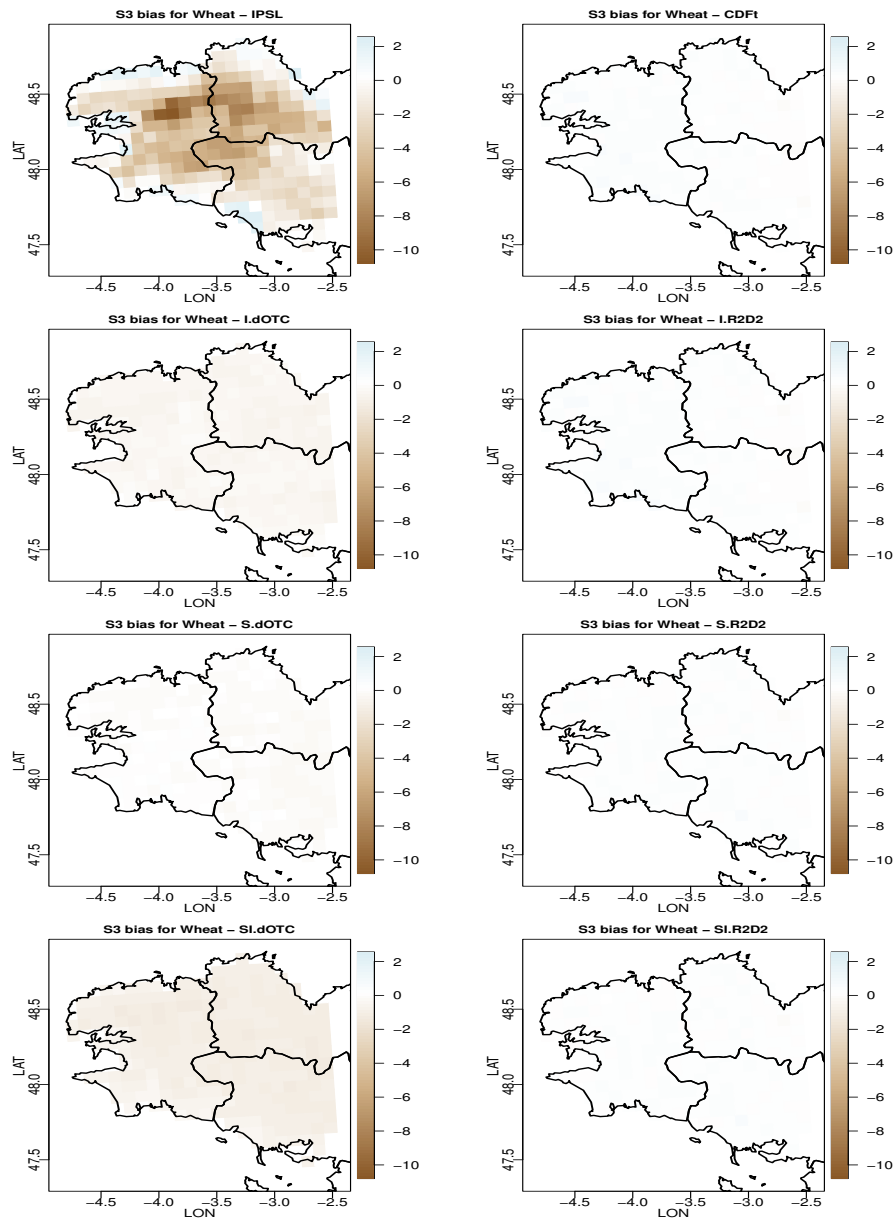 S3 bias for Wheat − IPSL
48.5
48.0
47.5
LAT
−4.5 −4.0 −3.5 −3.0 −2.5
LON
2
0
−2
−4
−6
−8
−10
S3 bias for Wheat − CDFt
48.5
48.0
47.5
LAT
−4.5 −4.0 −3.5 −3.0 −2.5
LON
2
0
−2
−4
−6
−8
−10
S3 bias for Wheat − I.dOTC
48.5
48.0
47.5
LAT
−4.5 −4.0 −3.5 −3.0 −2.5
LON
2
0
−2
−4
−6
−8
−10
S3 bias for Wheat − I.R2D2
48.5
48.0
47.5
LAT
−4.5 −4.0 −3.5 −3.0 −2.5
LON
2
0
−2
−4
−6
−8
−10
S3 bias for Wheat − S.dOTC
48.5
48.0
47.5
LAT
−4.5 −4.0 −3.5 −3.0 −2.5
LON
2
0
−2
−4
−6
−8
−10
S3 bias for Wheat − S.R2D2
48.5
48.0
47.5
LAT
−4.5 −4.0 −3.5 −3.0 −2.5
LON
2
0
−2
−4
−6
−8
−10
S3 bias for Wheat − SI.dOTC
48.5
48.0
47.5
LAT
−4.5 −4.0 −3.5 −3.0 −2.5
LON
2
0
−2
−4
−6
−8
−10
S3 bias for Wheat − SI.R2D2
48.5
48.0
47.5
LAT
−4.5 −4.0 −3.5 −3.0 −2.5
LON
2
0
−2
−4
−6
−8
−10